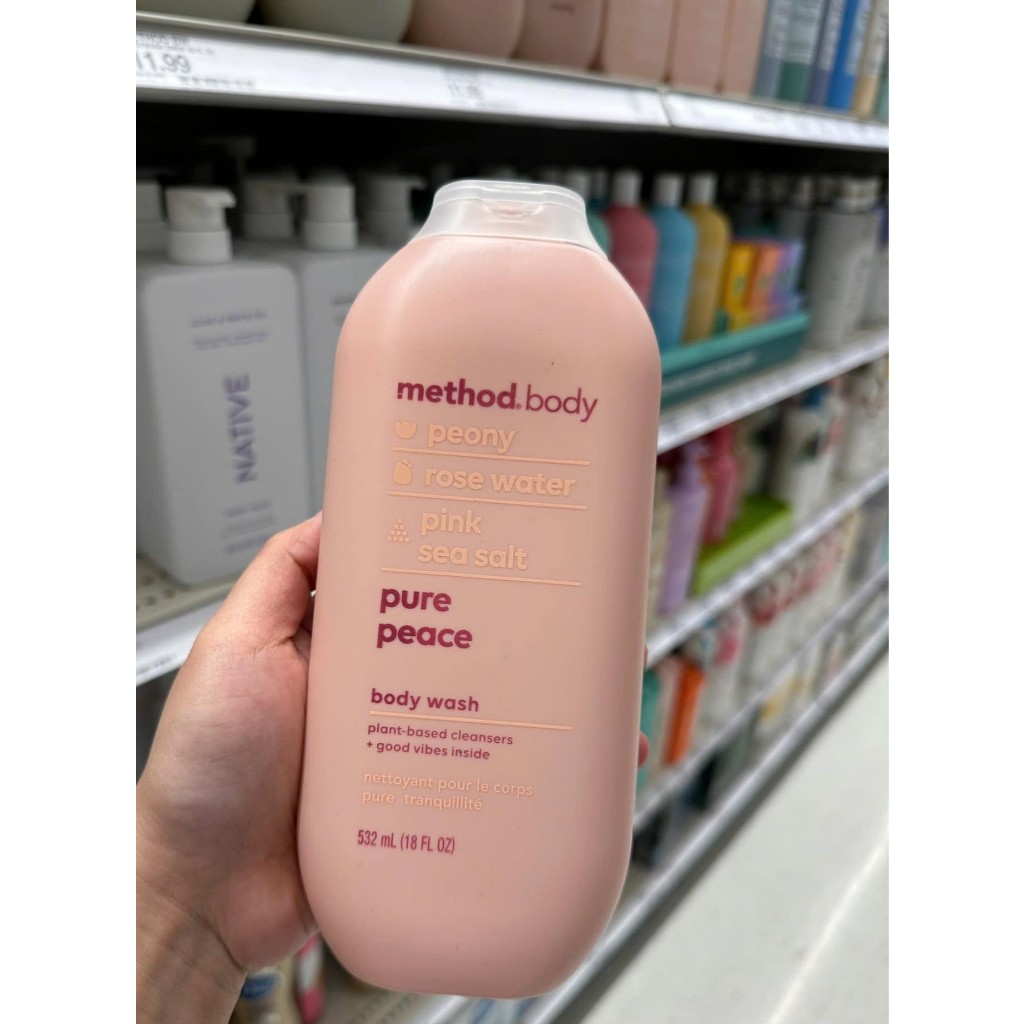 11.99
method.body
peony
rose water
pink
sea salt
pure
peace
body wash
plant-based cleansers
+ good vibes inside
nettoyant pour le corps
pure tranquillité
532 mL (18 FL OZ)
NATIVE